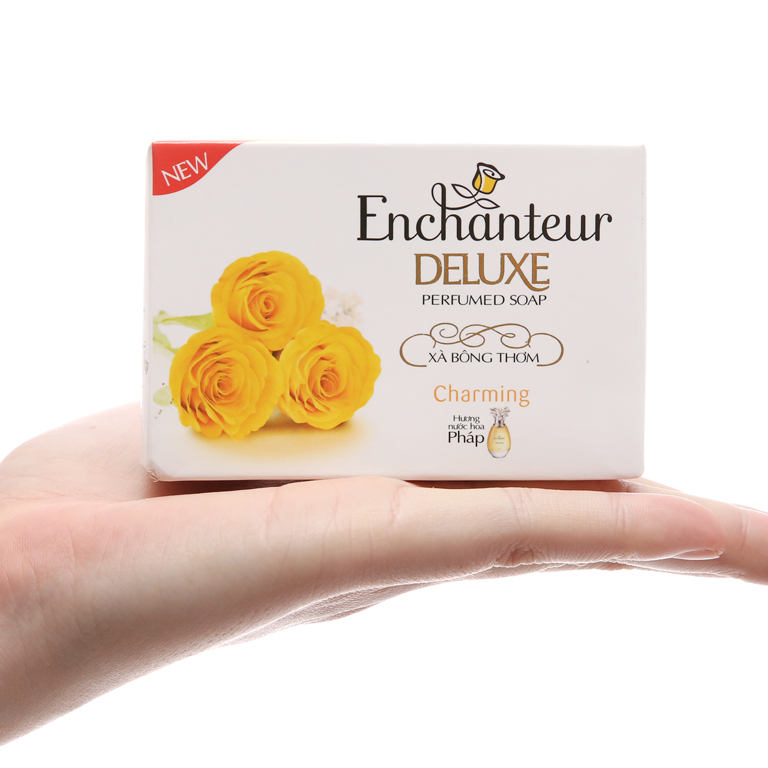 NEW
Enchanteur
DELUXE
PERFUMED SOAP
XÀ BÔNG THƠM
Charming
Hương
nước hoa
Pháp